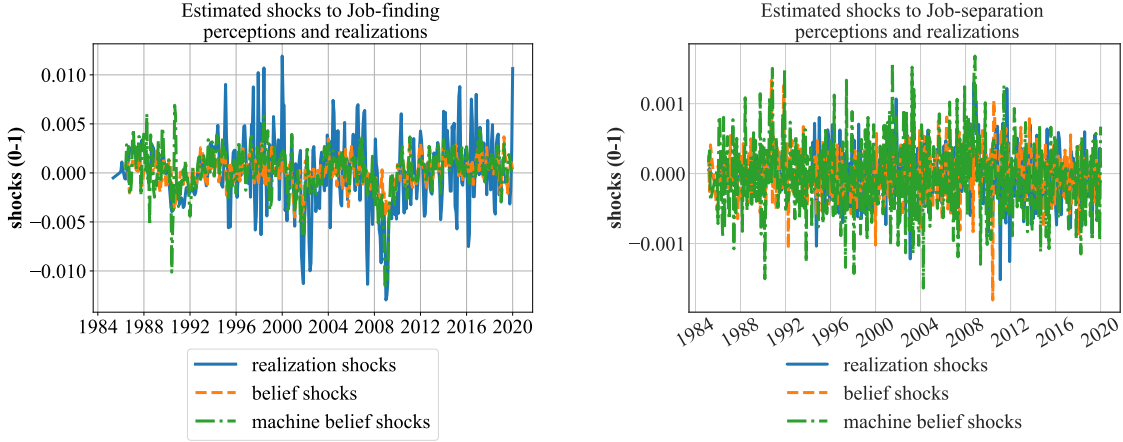 Estimated shocks to Job-finding
perceptions and realizations
shocks (0-1)
0.010
0.005
0.000
−0.005
−0.010
1984 1988 1992 1996 2000 2004 2008 2012 2016 2020
realization shocks
belief shocks
machine belief shocks
Estimated shocks to Job-separation
perceptions and realizations
shocks (0-1)
0.001
0.000
−0.001
1984 1988 1992 1996 2000 2004 2008 2012 2016 2020
realization shocks
belief shocks
machine belief shocks